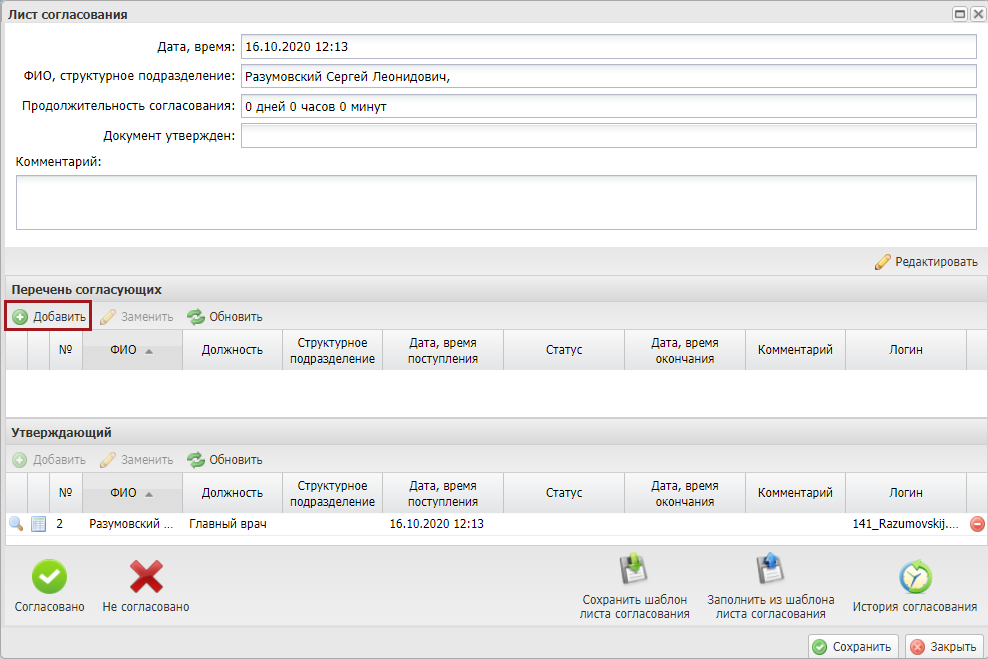 Лист согласования
Дата, время: 16.10.2020 12:13
ФИО, структурное подразделение: Разумовский Сергей Леонидович,
Продолжительность согласования: 0 дней 0 часов 0 минут
Документ утвержден:
Комментарий:
Редактировать
Перечень согласующих
Добавить Заменить Обновить
№ ФИО Должность Структурное подразделение Дата, время поступления Статус Дата, время окончания Комментарий Логин
Утверждающий
Добавить Заменить Обновить
№ ФИО Должность Структурное подразделение Дата, время поступления Статус Дата, время окончания Комментарий Логин
2 Разумовский ... Главный врач 16.10.2020 12:13 141_Razumovskij....
Согласовано Не согласовано Сохранить шаблон листа согласования Заполнить из шаблона листа согласования История согласования
Сохранить Закрыть